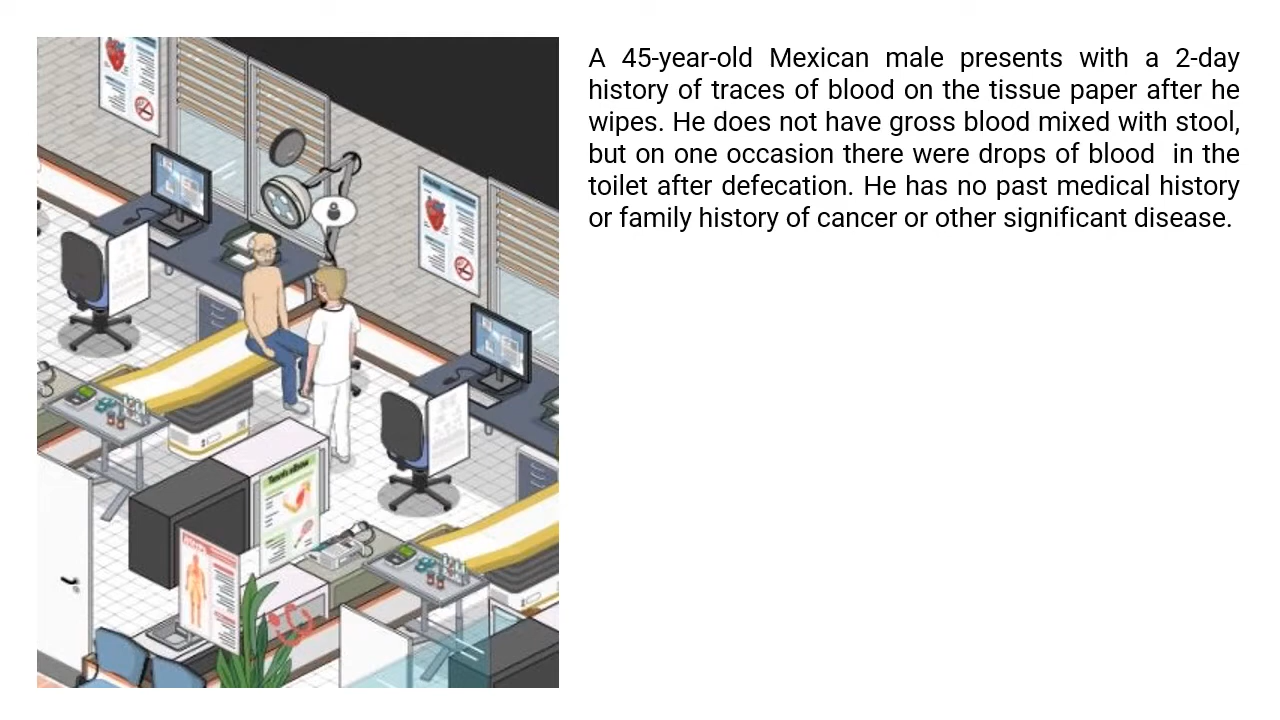 A 45-year-old Mexican male presents with a 2-day
history of traces of blood on the tissue paper after he
wipes. He does not have gross blood mixed with stool,
but on one occasion there were drops of blood in the
toilet after defecation. He has no past medical history
or family history of cancer or other significant disease.
Tennis elbow